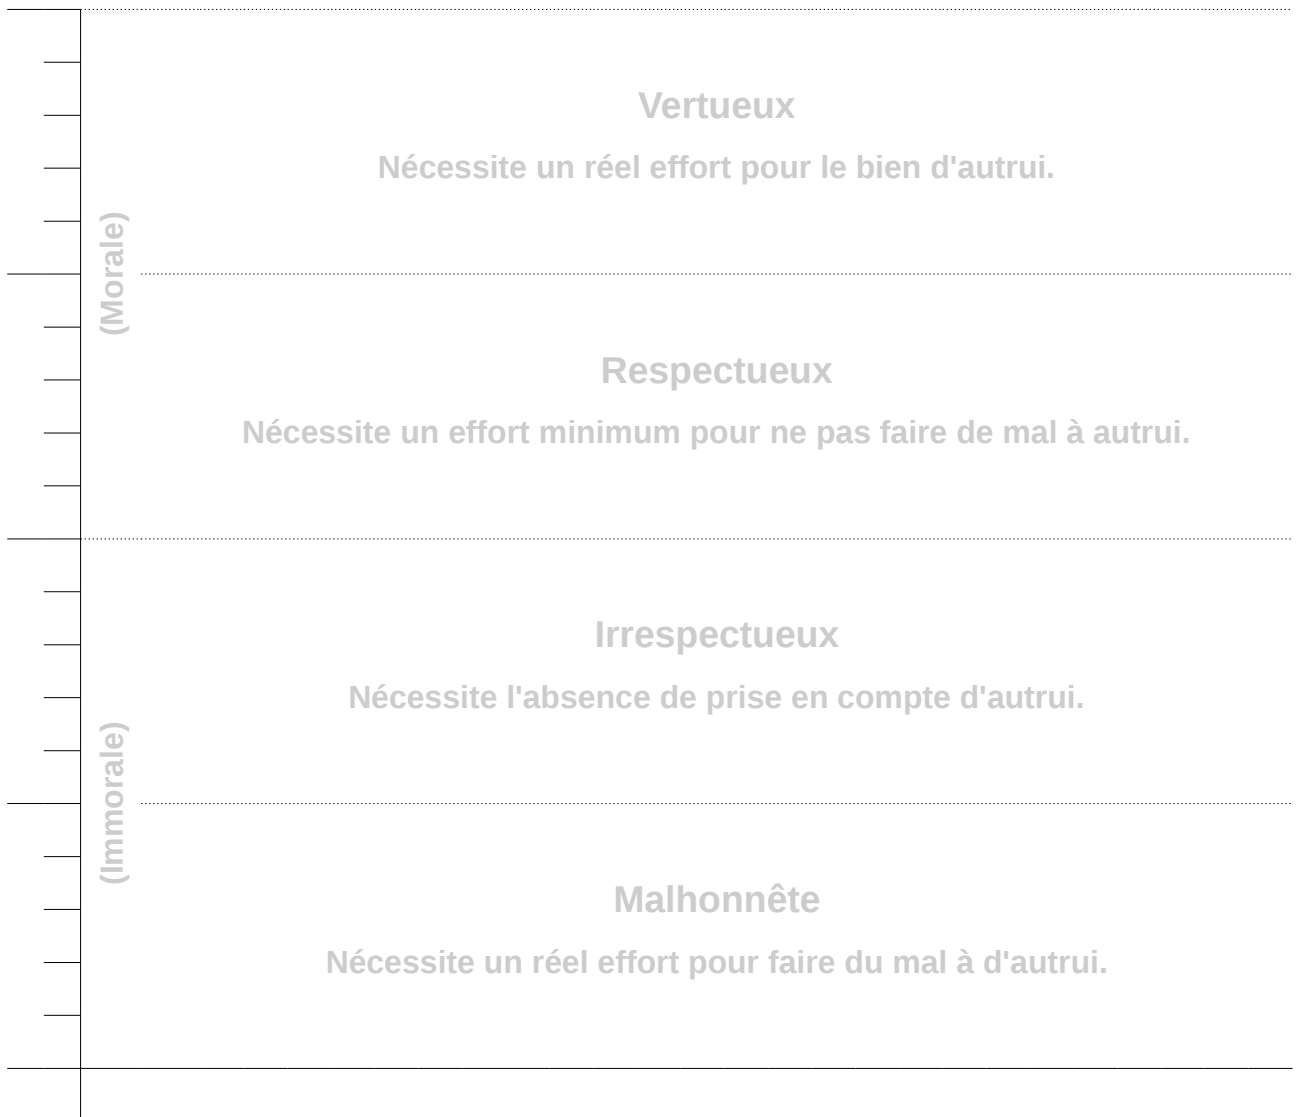 Vertueux
Nécessite un réel effort pour le bien d'autrui.
(Morale)
Respectueux
Nécessite un effort minimum pour ne pas faire de mal à autrui.
Irrespectueux
Nécessite l'absence de prise en compte d'autrui.
(Immorale)
Malhonnête
Nécessite un réel effort pour faire du mal à d'autrui.